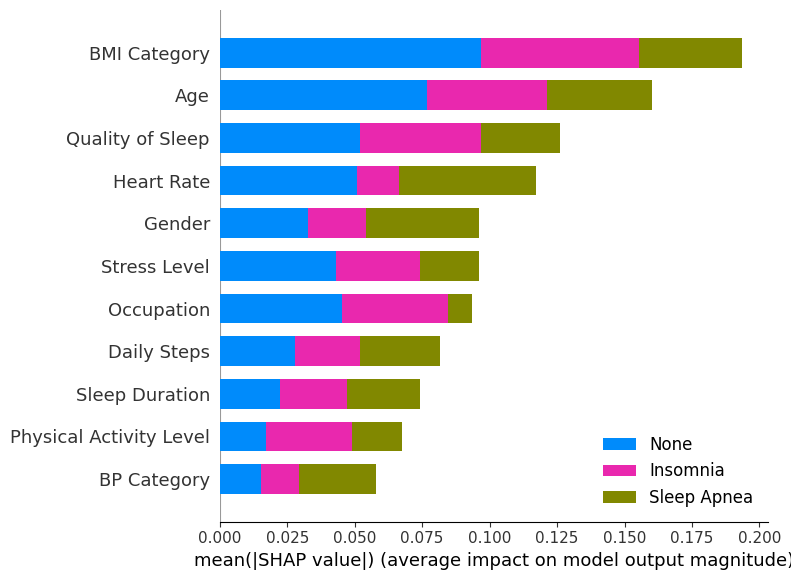 BMI Category
Age
Quality of Sleep
Heart Rate
Gender
Stress Level
Occupation
Daily Steps
Sleep Duration
Physical Activity Level
BP Category
None
Insomnia
Sleep Apnea
0.000 0.025 0.050 0.075 0.100 0.125 0.150 0.175 0.200
mean(|SHAP value|) (average impact on model output magnitude)